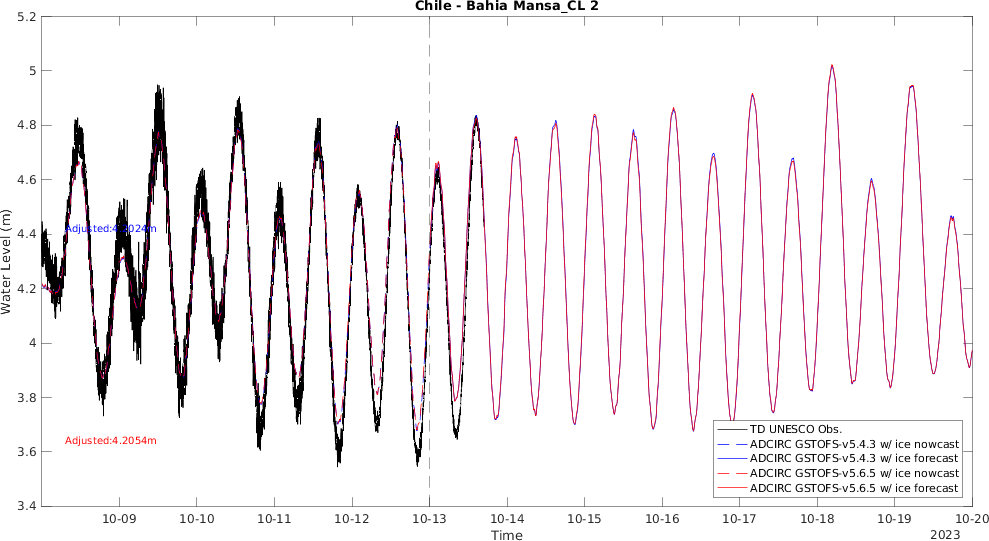 Chile - Bahia Mansa_CL 2
5.2
5
4.8
4.6
4.4
4.2
4
3.8
3.6
3.4
Water Level (m)
Adjusted:4.2024m
Adjusted:4.2054m
TD UNESCO Obs.
ADCIRC GSTOFS-v5.4.3 w/ ice nowcast
ADCIRC GSTOFS-v5.4.3 w/ ice forecast
ADCIRC GSTOFS-v5.6.5 w/ ice nowcast
ADCIRC GSTOFS-v5.6.5 w/ ice forecast
10-09 10-10 10-11 10-12 10-13 10-14 10-15 10-16 10-17 10-18 10-19 10-20
Time
2023